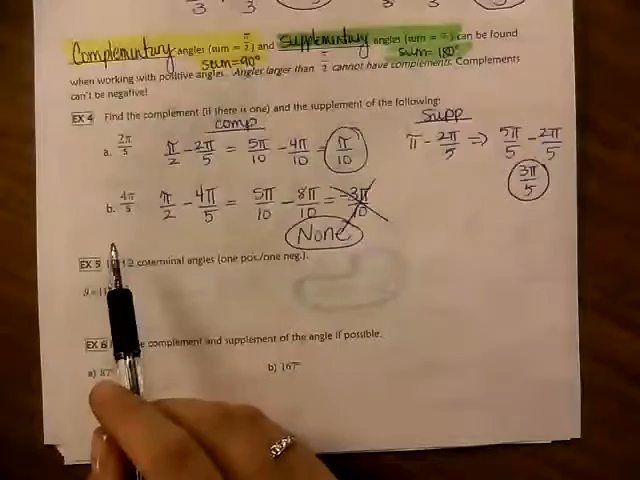 3 3 3 3
Complementary angles (sum = π/2) and Supplementary angles (sum = π) can be found
sum=90° π/2 sum=180°
when working with positive angles. Angles larger than cannot have complements. Complements
can't be negative!
EX 4 Find the complement (if there is one) and the supplement of the following:
comp Supp
a. 2π/5 π/2 - 2π/5 = 5π/10 - 4π/10 = π/10 π - 2π/5 ⇒ 5π/5 - 2π/5
3π/5
b. 4π/5 π/2 - 4π/5 = 5π/10 - 8π/10 = -3π/10
None
EX 5 2 coterminal angles (one pos./one neg.).
EX 6 e complement and supplement of the angle if possible.
a) 87° b) 167°